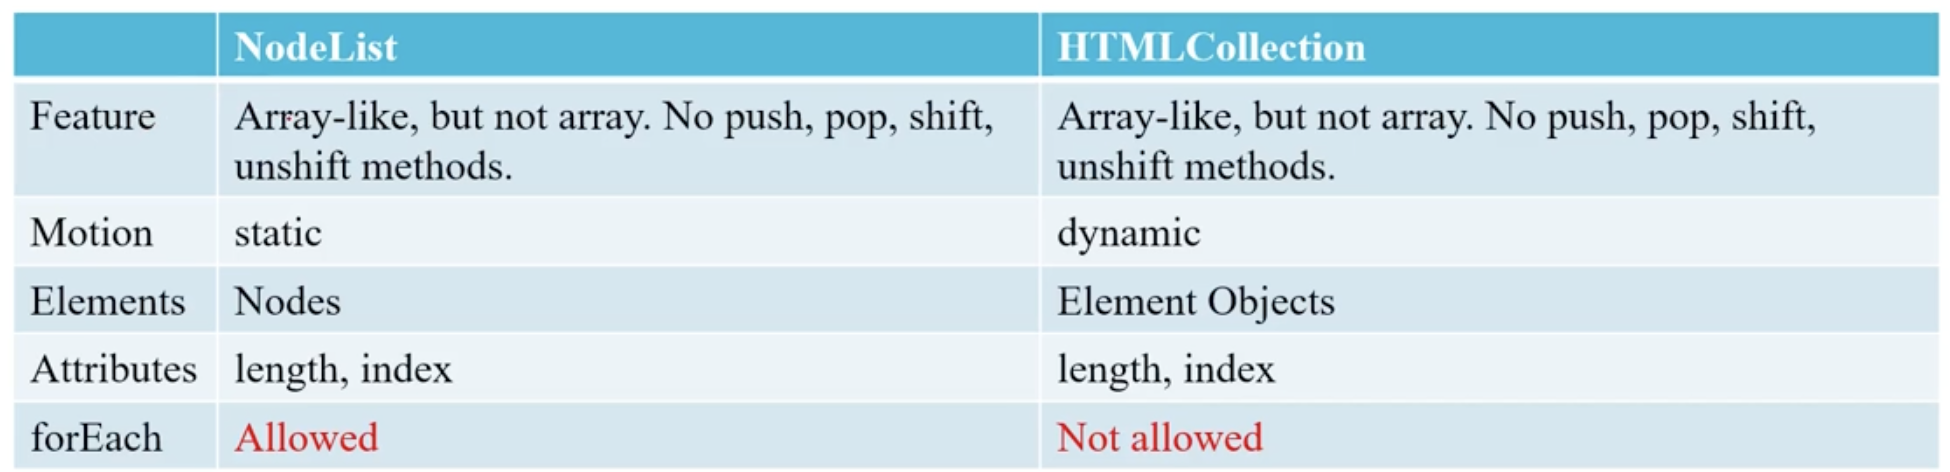 NodeList HTMLCollection
Feature Array-like, but not array. No push, pop, shift, Array-like, but not array. No push, pop, shift,
unshift methods. unshift methods.
Motion static dynamic
Elements Nodes Element Objects
Attributes length, index length, index
forEach Allowed Not allowed